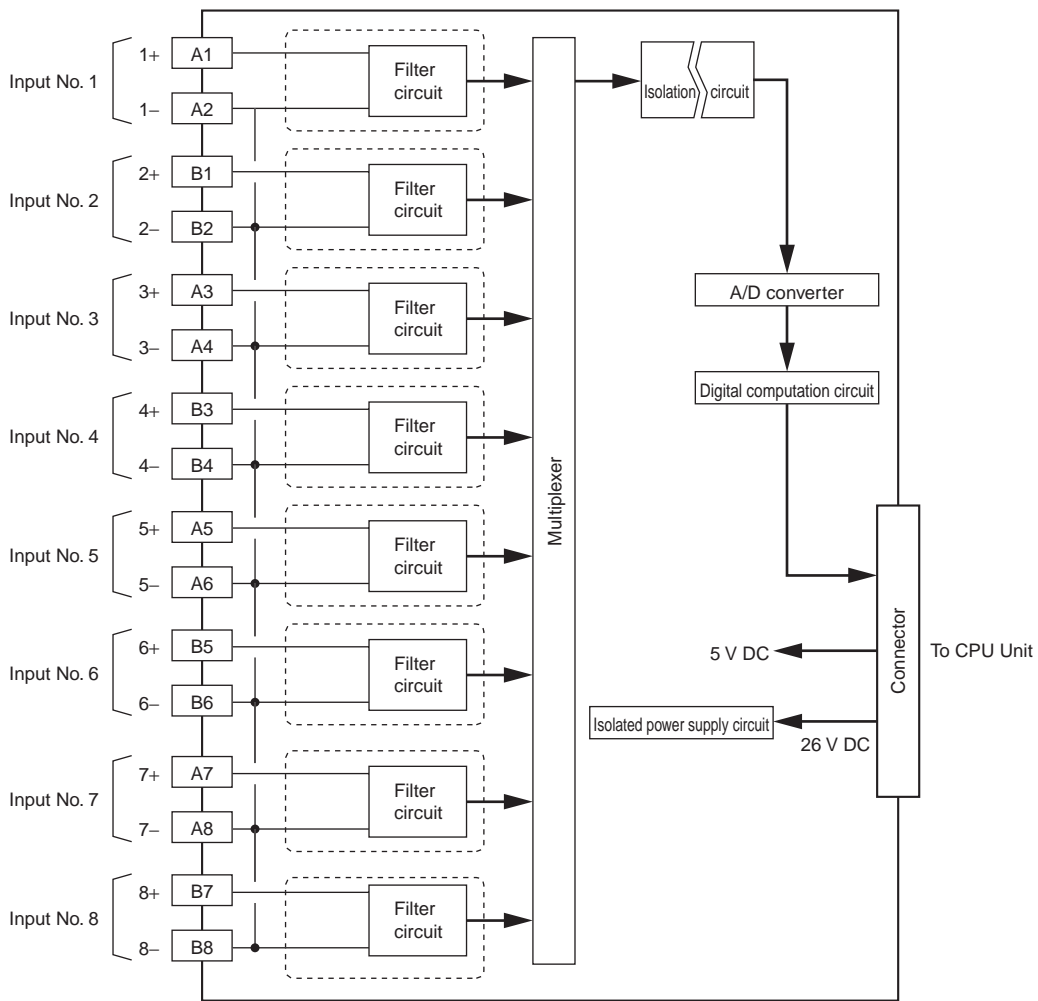 Input No. 1
1+
A1
1−
A2
Filter
circuit
Input No. 2
2+
B1
2−
B2
Filter
circuit
Input No. 3
3+
A3
3−
A4
Filter
circuit
Input No. 4
4+
B3
4−
B4
Filter
circuit
Input No. 5
5+
A5
5−
A6
Filter
circuit
Input No. 6
6+
B5
6−
B6
Filter
circuit
Input No. 7
7+
A7
7−
A8
Filter
circuit
Input No. 8
8+
B7
8−
B8
Filter
circuit
Multiplexer
Isolation circuit
A/D converter
Digital computation circuit
Connector
To CPU Unit
5 V DC
Isolated power supply circuit
26 V DC